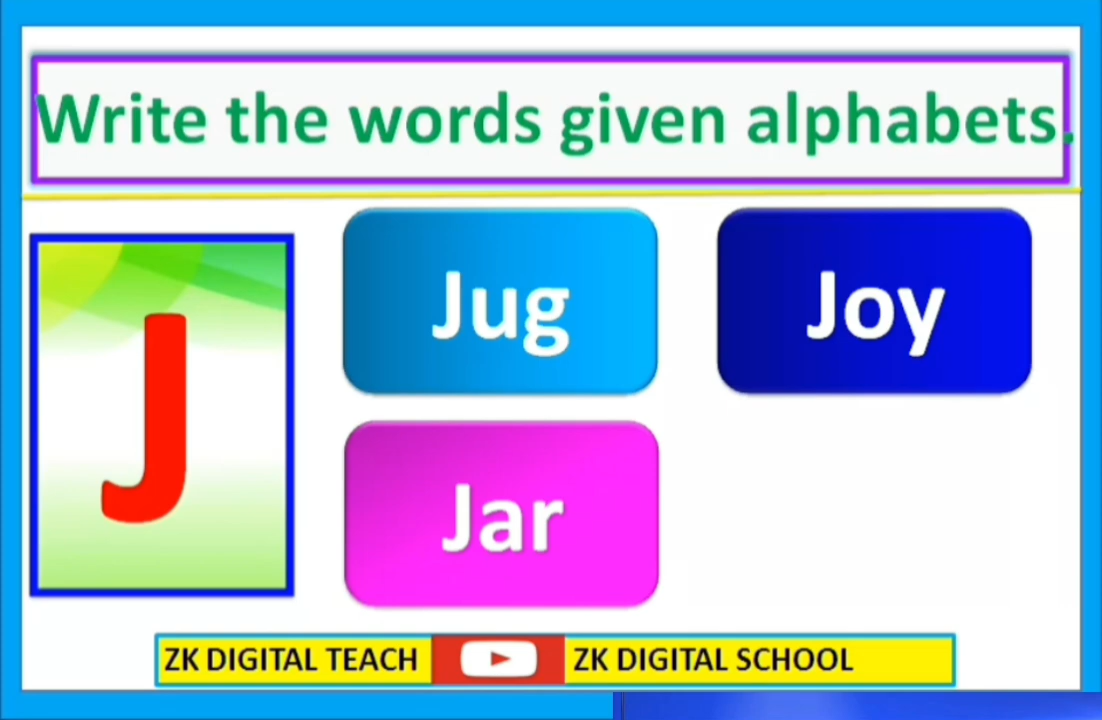 Write the words given alphabets.
J
Jug
Joy
Jar
ZK DIGITAL TEACH
ZK DIGITAL SCHOOL